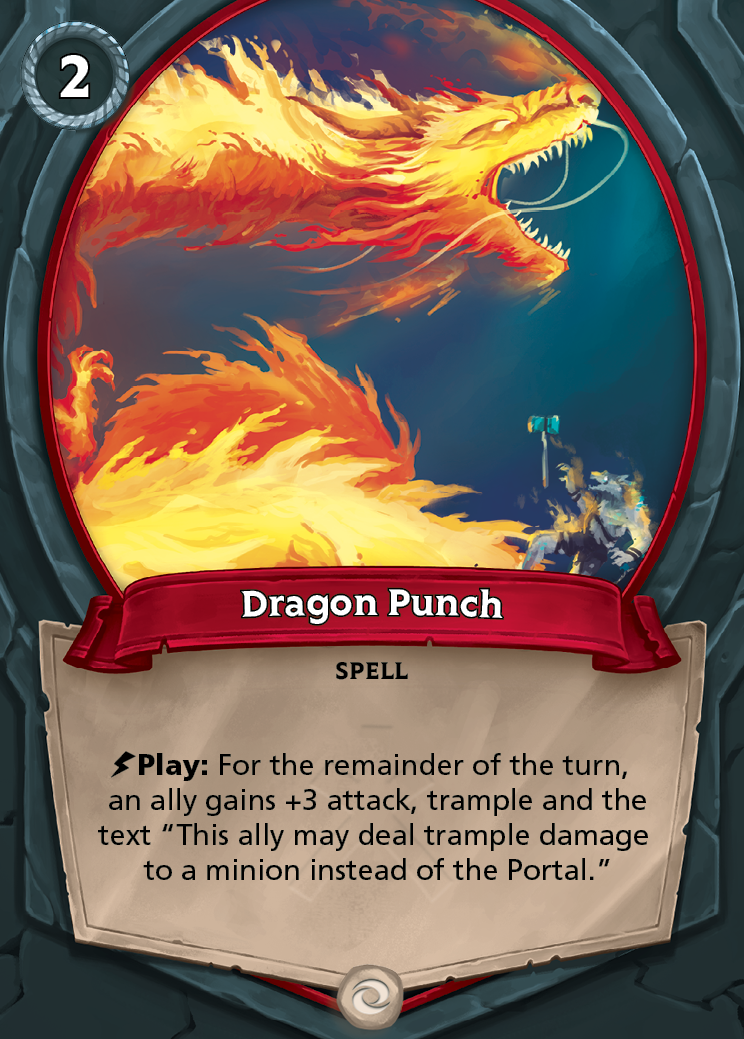 2
Dragon Punch
SPELL
Play: For the remainder of the turn,
an ally gains +3 attack, trample and the
text “This ally may deal trample damage
to a minion instead of the Portal.”